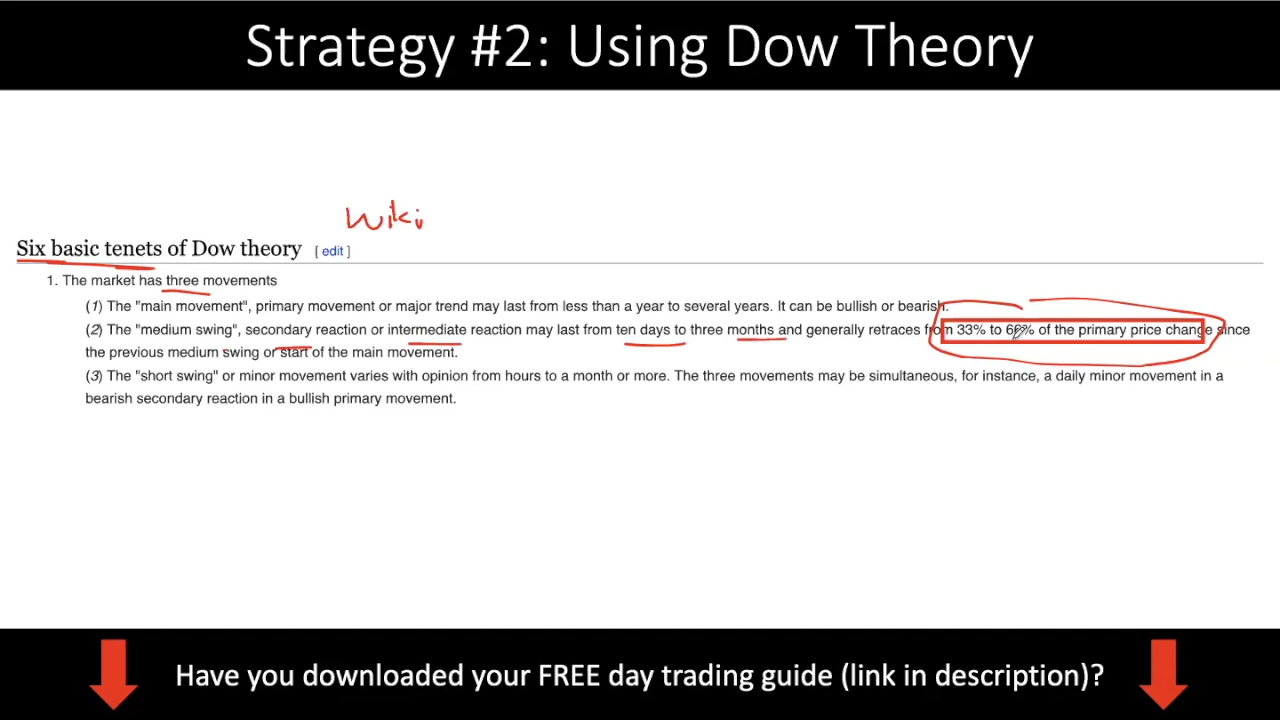 Strategy #2: Using Dow Theory
Wiki
Six basic tenets of Dow theory [ edit ]
1. The market has three movements
(1) The "main movement", primary movement or major trend may last from less than a year to several years. It can be bullish or bearish.
(2) The "medium swing", secondary reaction or intermediate reaction may last from ten days to three months and generally retraces from 33% to 66% of the primary price change since
the previous medium swing or start of the main movement.
(3) The "short swing" or minor movement varies with opinion from hours to a month or more. The three movements may be simultaneous, for instance, a daily minor movement in a
bearish secondary reaction in a bullish primary movement.
Have you downloaded your FREE day trading guide (link in description)?